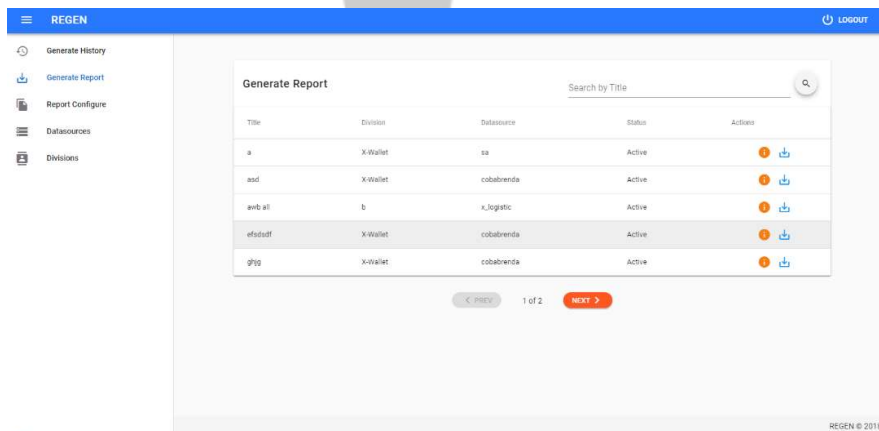 REGEN LOGOUT
Generate History
Generate Report
Report Configure
Datasources
Divisions
Generate Report Search by Title
Title Division Datasource Status Actions
a X-Wallet sa Active
asd X-Wallet cobabrenda Active
awb all b x_logistic Active
efsdsdf X-Wallet cobabrenda Active
ghjg X-Wallet cobabrenda Active
PREV 1 of 2 NEXT
REGEN ©